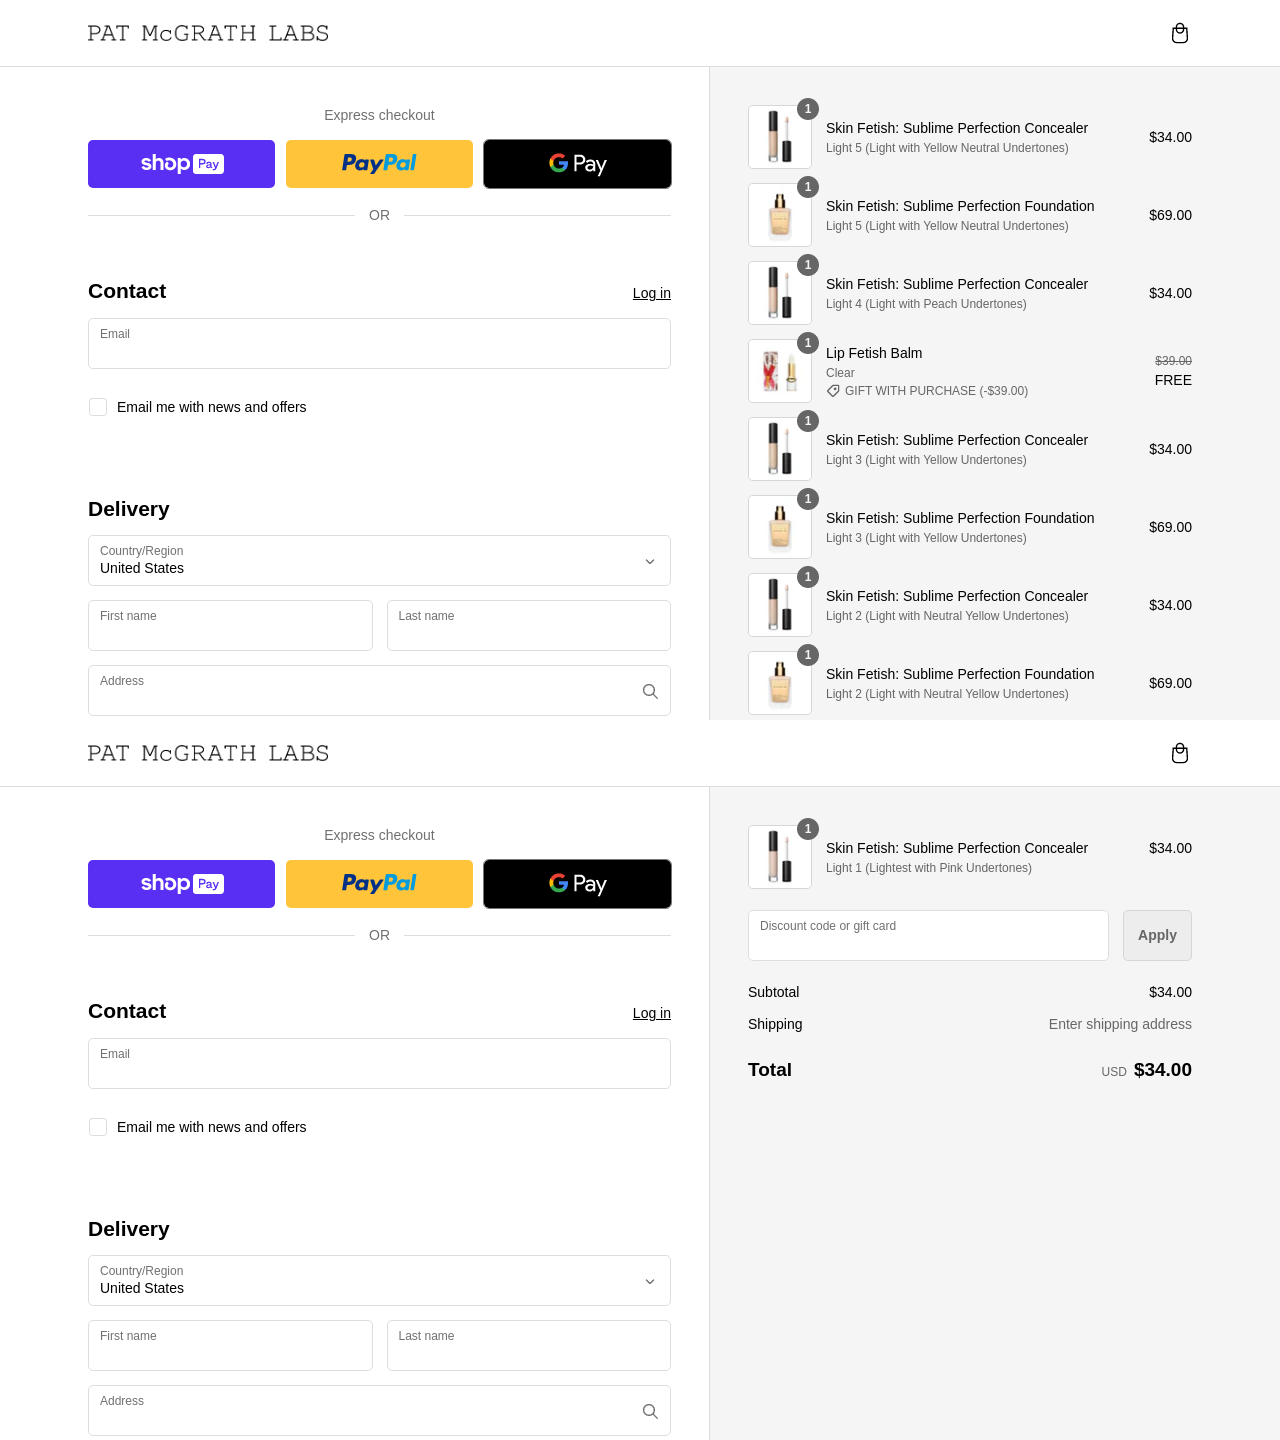 PAT McGRATH LABS
Express checkout
shop Pay
PayPal
G Pay
OR
Contact
Log in
Email
Email me with news and offers
Delivery
Country/Region
United States
First name
Last name
Address
1
Skin Fetish: Sublime Perfection Concealer
Light 5 (Light with Yellow Neutral Undertones)
$34.00
1
Skin Fetish: Sublime Perfection Foundation
Light 5 (Light with Yellow Neutral Undertones)
$69.00
1
Skin Fetish: Sublime Perfection Concealer
Light 4 (Light with Peach Undertones)
$34.00
1
Lip Fetish Balm
Clear
GIFT WITH PURCHASE (-$39.00)
$39.00
FREE
1
Skin Fetish: Sublime Perfection Concealer
Light 3 (Light with Yellow Undertones)
$34.00
1
Skin Fetish: Sublime Perfection Foundation
Light 3 (Light with Yellow Undertones)
$69.00
1
Skin Fetish: Sublime Perfection Concealer
Light 2 (Light with Neutral Yellow Undertones)
$34.00
1
Skin Fetish: Sublime Perfection Foundation
Light 2 (Light with Neutral Yellow Undertones)
$69.00
PAT McGRATH LABS
Express checkout
shop Pay
PayPal
G Pay
OR
Contact
Log in
Email
Email me with news and offers
Delivery
Country/Region
United States
First name
Last name
Address
1
Skin Fetish: Sublime Perfection Concealer
Light 1 (Lightest with Pink Undertones)
$34.00
Discount code or gift card
Apply
Subtotal
$34.00
Shipping
Enter shipping address
Total
USD $34.00